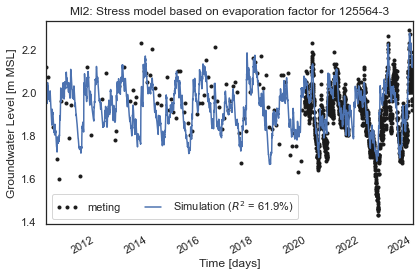 Ml2: Stress model based on evaporation factor for 125564-3
Groundwater Level [m MSL]
2.2
2.0
1.8
1.6
1.4
meting
Simulation (R² = 61.9%)
2012
2014
2016
2018
2020
2022
2024
Time [days]